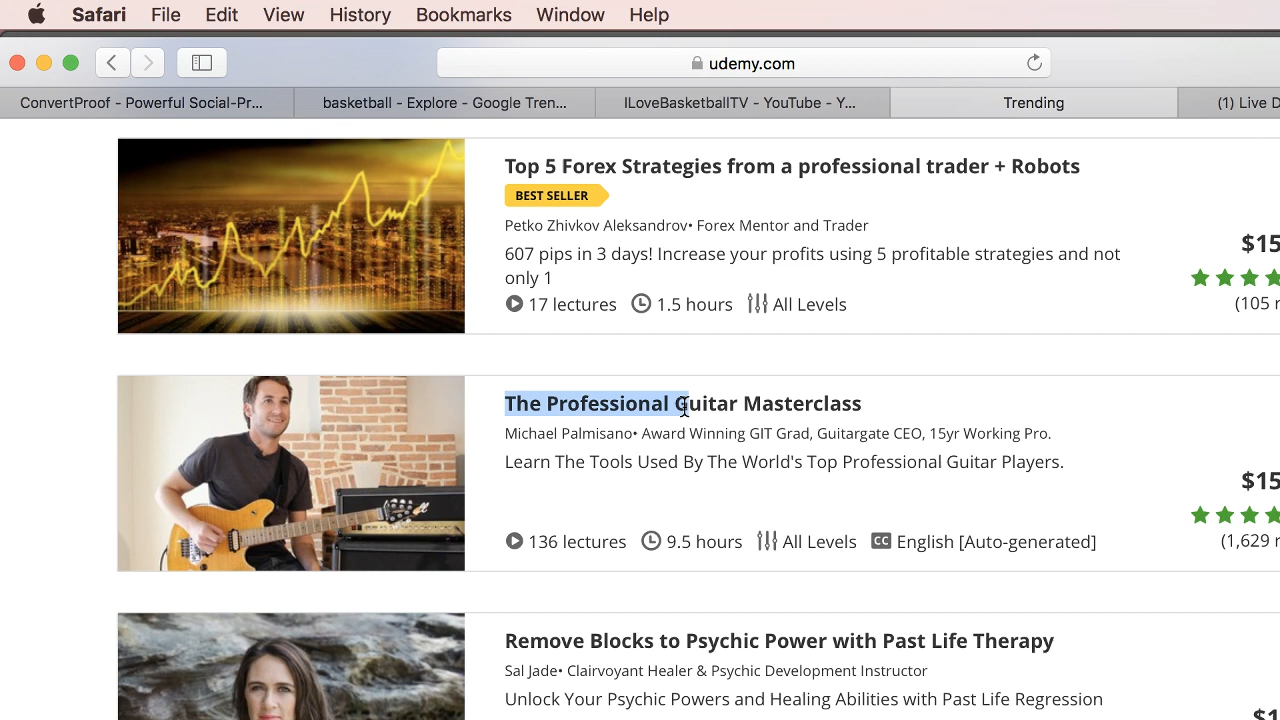 Safari File Edit View History Bookmarks Window Help
udemy.com
ConvertProof - Powerful Social-Pr... basketball - Explore - Google Tren... ILoveBasketballTV - YouTube - Y... Trending (1) Live D
Top 5 Forex Strategies from a professional trader + Robots
BEST SELLER
Petko Zhivkov Aleksandrov• Forex Mentor and Trader
$15
607 pips in 3 days! Increase your profits using 5 profitable strategies and not
only 1
17 lectures 1.5 hours All Levels
(105 r
The Professional Guitar Masterclass
Michael Palmisano• Award Winning GIT Grad, Guitargate CEO, 15yr Working Pro.
Learn The Tools Used By The World's Top Professional Guitar Players.
$15
136 lectures 9.5 hours All Levels CC English [Auto-generated]
(1,629 r
Remove Blocks to Psychic Power with Past Life Therapy
Sal Jade• Clairvoyant Healer & Psychic Development Instructor
Unlock Your Psychic Powers and Healing Abilities with Past Life Regression